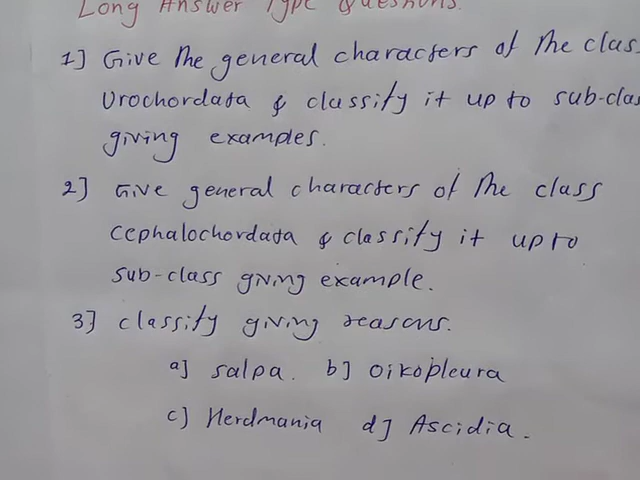 Long Answer Type Questions.
1] Give The general characters of The clas
Urochordata & classify it up to sub-clas
giving examples.
2] Give general characters of The class
Cephalochordata & classify it upto
sub-class giving example.
3] classify giving reasons.
a] salpa. b] oikopleura
c] Herdmania d] Ascidia.